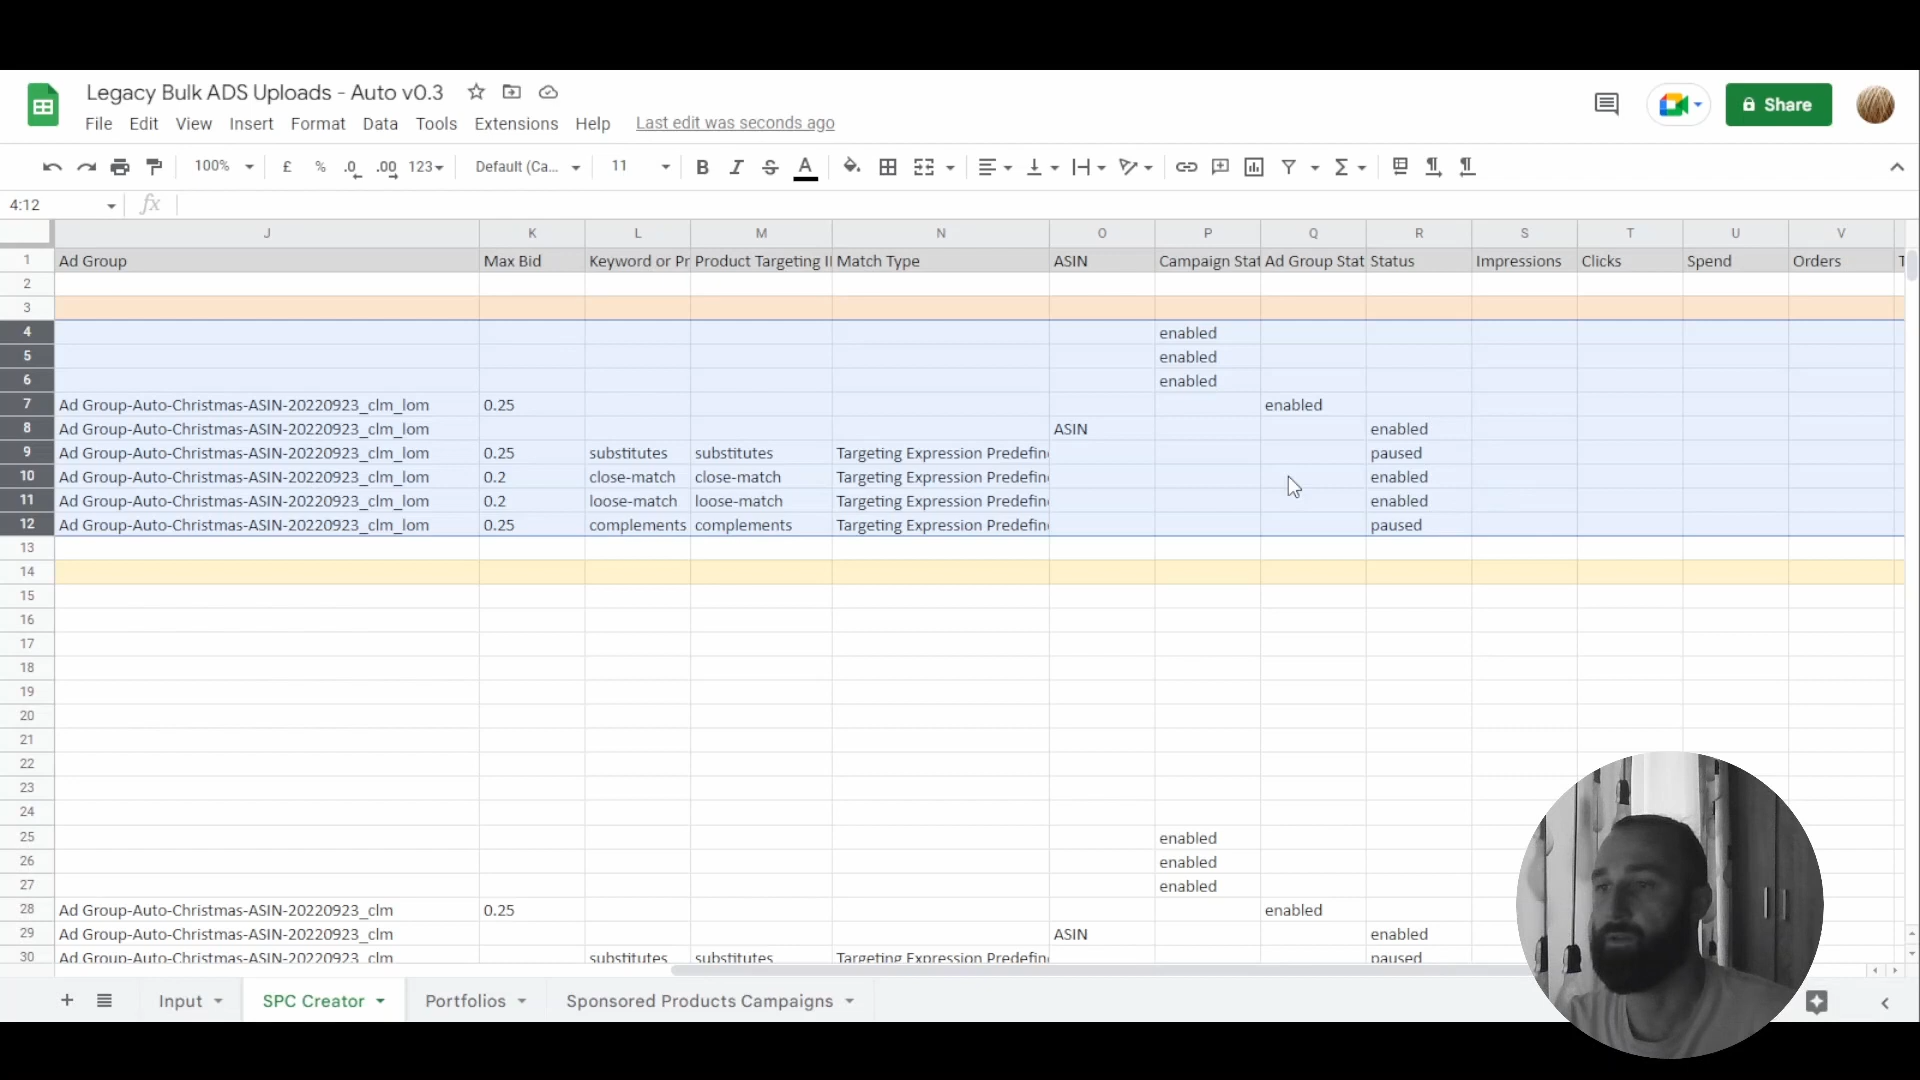 Legacy Bulk ADS Uploads - Auto v0.3
Share
File Edit View Insert Format Data Tools Extensions Help Last edit was seconds ago
100% £ % .0 .00 123 Default (Ca... 11 B I S A
4:12 fx
J K L M N O P Q R S T U V
1 Ad Group Max Bid Keyword or Pr Product Targeting I Match Type ASIN Campaign Stat Ad Group Stat Status Impressions Clicks Spend Orders T
2
3
4 enabled
5 enabled
6 enabled
7 Ad Group-Auto-Christmas-ASIN-20220923_clm_lom 0.25 enabled
8 Ad Group-Auto-Christmas-ASIN-20220923_clm_lom ASIN enabled
9 Ad Group-Auto-Christmas-ASIN-20220923_clm_lom 0.25 substitutes substitutes Targeting Expression Predefin paused
10 Ad Group-Auto-Christmas-ASIN-20220923_clm_lom 0.2 close-match close-match Targeting Expression Predefin enabled
11 Ad Group-Auto-Christmas-ASIN-20220923_clm_lom 0.2 loose-match loose-match Targeting Expression Predefin enabled
12 Ad Group-Auto-Christmas-ASIN-20220923_clm_lom 0.25 complements complements Targeting Expression Predefin paused
13
14
15
16
17
18
19
20
21
22
23
24
25 enabled
26 enabled
27 enabled
28 Ad Group-Auto-Christmas-ASIN-20220923_clm 0.25 enabled
29 Ad Group-Auto-Christmas-ASIN-20220923_clm ASIN enabled
30 Ad Group-Auto-Christmas-ASIN-20220923_clm substitutes substitutes Targeting Expression Predefin paused
Input SPC Creator Portfolios Sponsored Products Campaigns